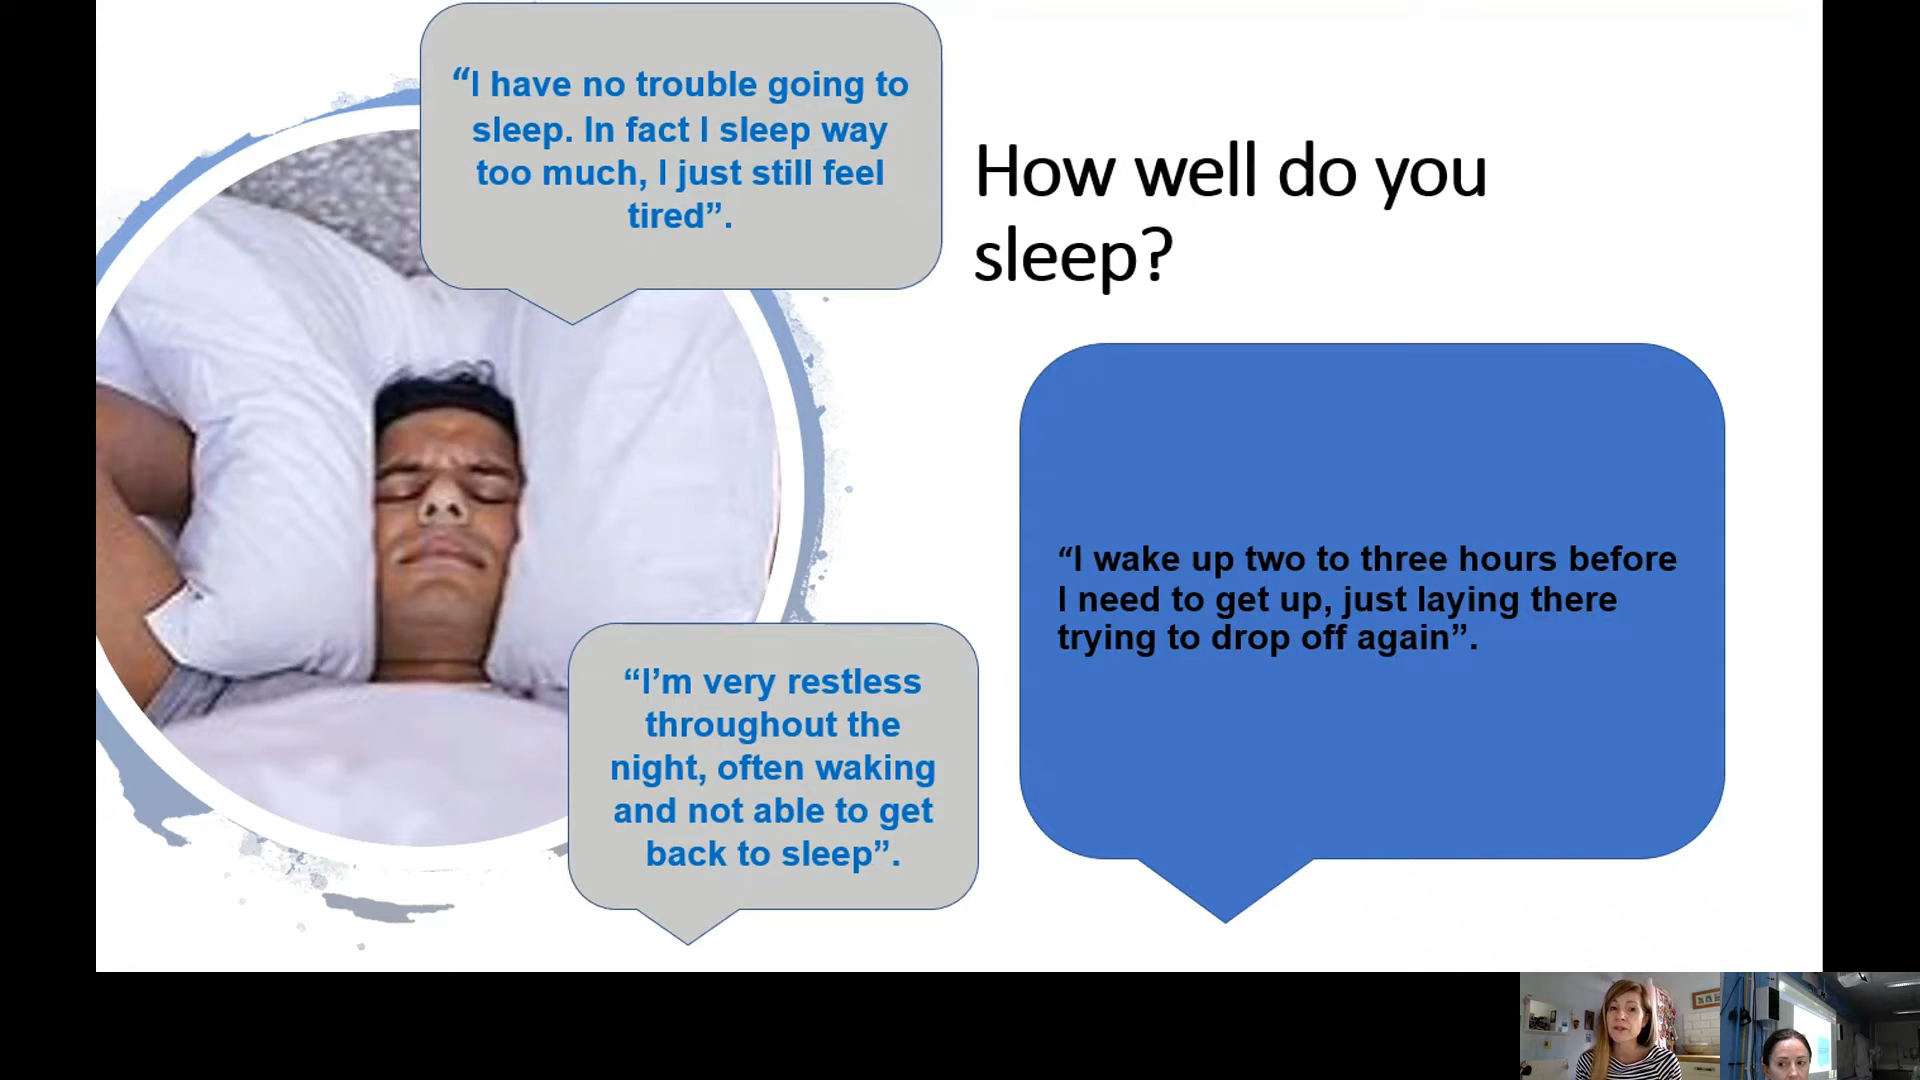 “I have no trouble going to
sleep. In fact I sleep way
too much, I just still feel
tired”.
How well do you
sleep?
“I wake up two to three hours before
I need to get up, just laying there
trying to drop off again”.
“I’m very restless
throughout the
night, often waking
and not able to get
back to sleep”.